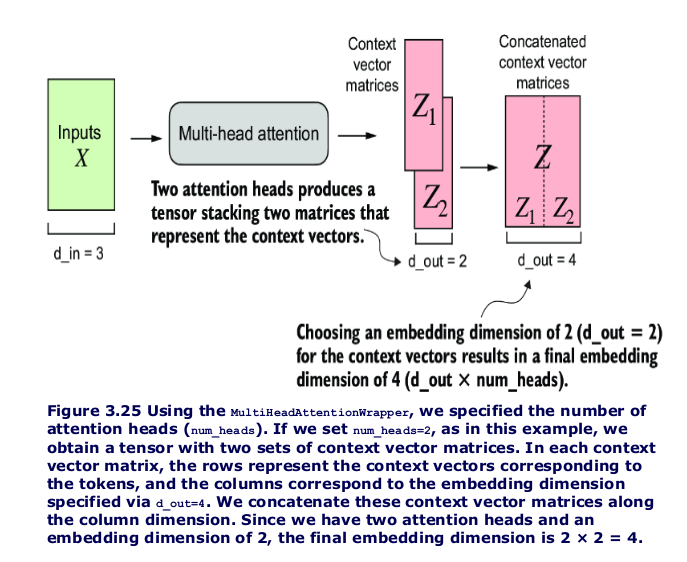 Context
vector
matrices
Concatenated
context vector
matrices
Inputs
X
Multi-head attention
Z1
Z2
Z
Z1 Z2
Two attention heads produces a
tensor stacking two matrices that
represent the context vectors.
d_in = 3
d_out = 2
d_out = 4
Choosing an embedding dimension of 2 (d_out = 2)
for the context vectors results in a final embedding
dimension of 4 (d_out × num_heads).
Figure 3.25 Using the MultiHeadAttentionWrapper, we specified the number of
attention heads (num_heads). If we set num_heads=2, as in this example, we
obtain a tensor with two sets of context vector matrices. In each context
vector matrix, the rows represent the context vectors corresponding to
the tokens, and the columns correspond to the embedding dimension
specified via d_out=4. We concatenate these context vector matrices along
the column dimension. Since we have two attention heads and an
embedding dimension of 2, the final embedding dimension is 2 × 2 = 4.